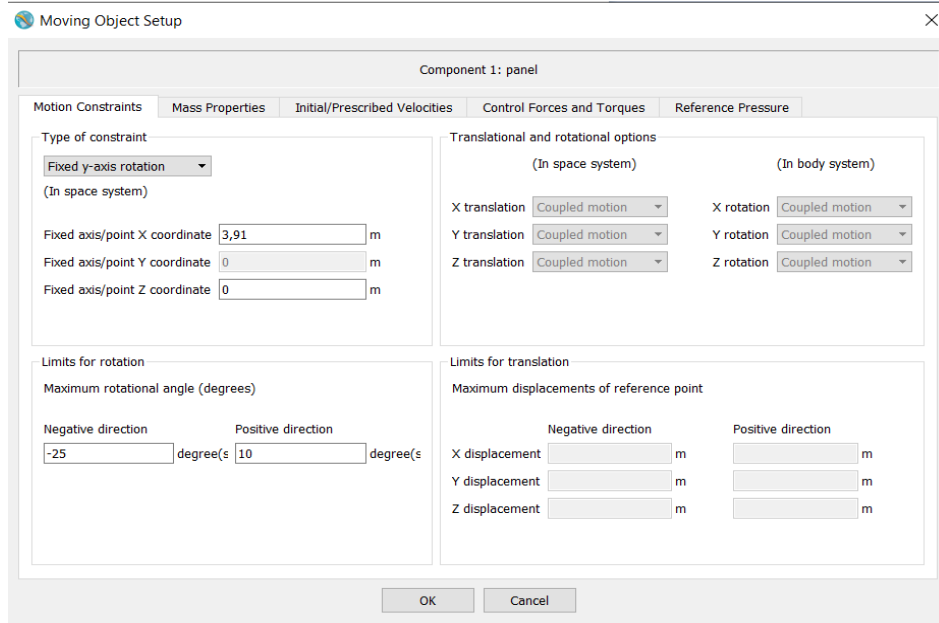 Moving Object Setup
Component 1: panel
Motion Constraints Mass Properties Initial/Prescribed Velocities Control Forces and Torques Reference Pressure
Type of constraint
Fixed y-axis rotation
(In space system)
Fixed axis/point X coordinate 3,91 m
Fixed axis/point Y coordinate 0 m
Fixed axis/point Z coordinate 0 m
Translational and rotational options
(In space system) (In body system)
X translation Coupled motion X rotation Coupled motion
Y translation Coupled motion Y rotation Coupled motion
Z translation Coupled motion Z rotation Coupled motion
Limits for rotation
Maximum rotational angle (degrees)
Negative direction Positive direction
-25 degree(s 10 degree(s
Limits for translation
Maximum displacements of reference point
Negative direction Positive direction
X displacement m m
Y displacement m m
Z displacement m m
OK Cancel